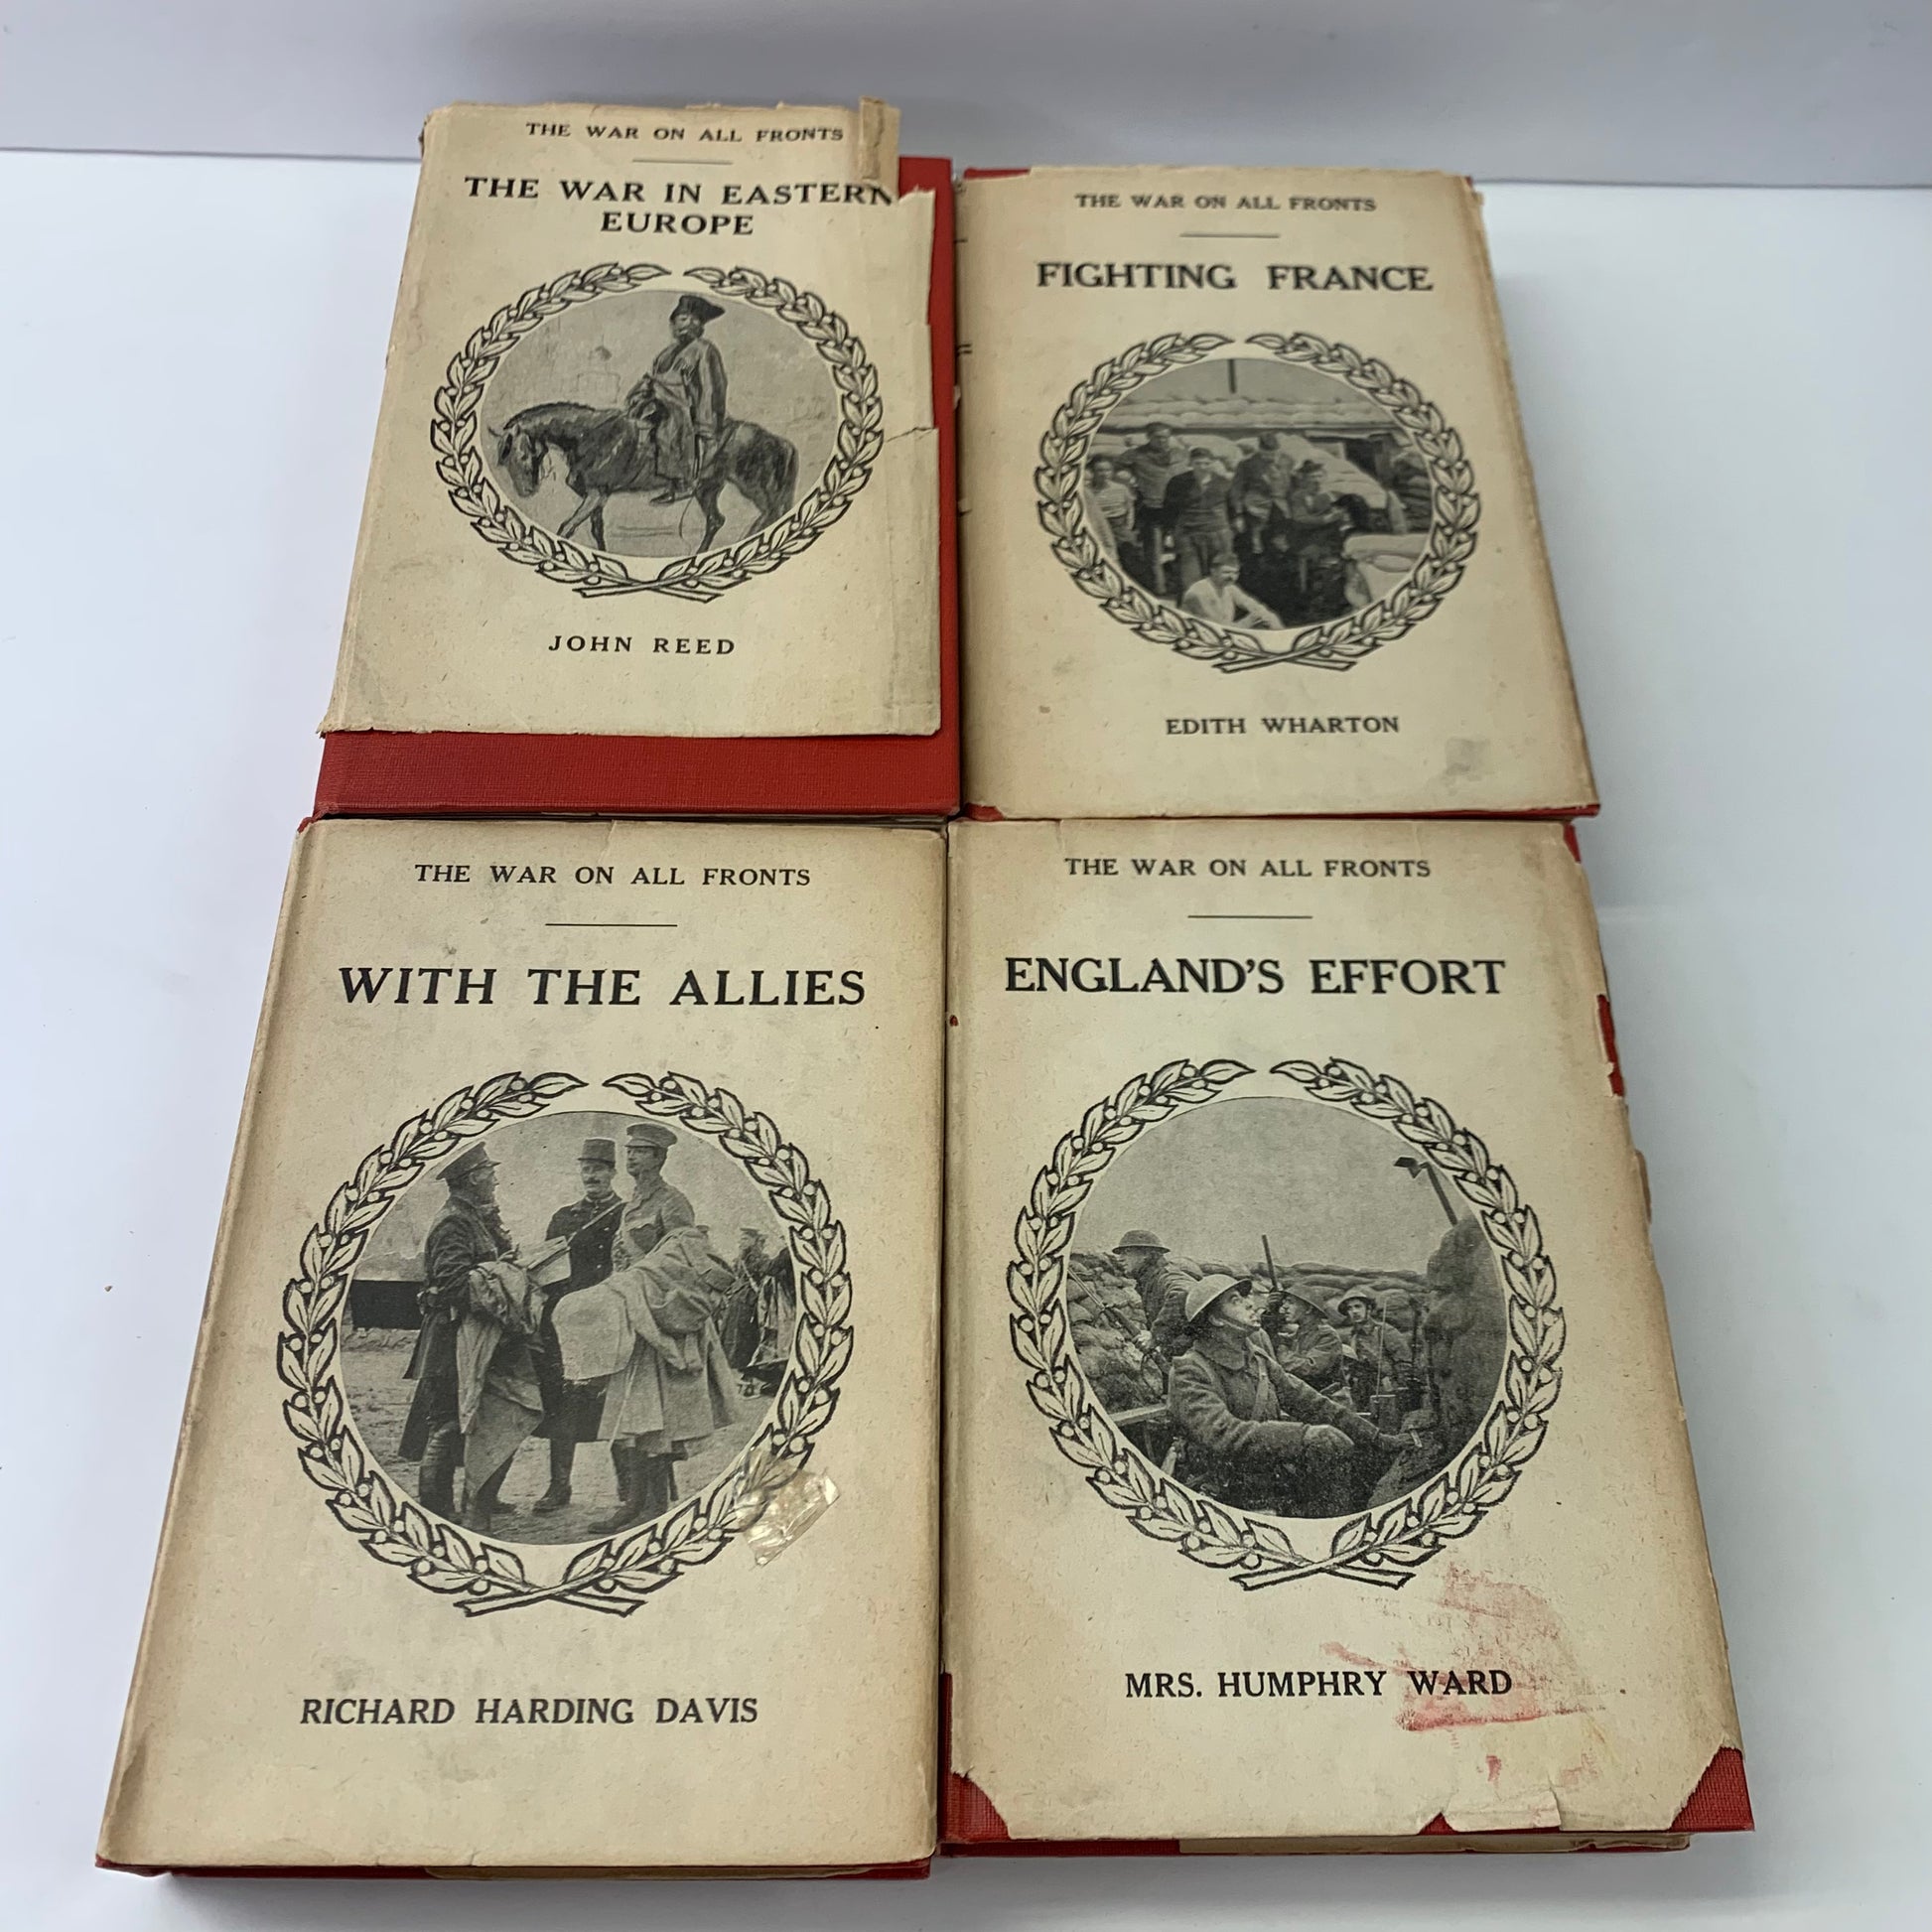 THE WAR ON ALL FRONTS
THE WAR IN EASTERN
EUROPE
JOHN REED
THE WAR ON ALL FRONTS
FIGHTING FRANCE
EDITH WHARTON
THE WAR ON ALL FRONTS
WITH THE ALLIES
RICHARD HARDING DAVIS
THE WAR ON ALL FRONTS
ENGLAND'S EFFORT
MRS. HUMPHRY WARD